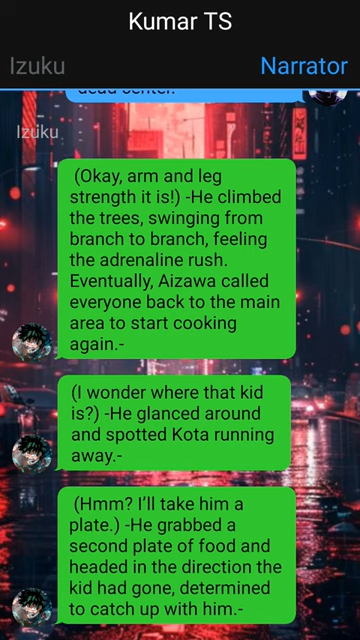 Kumar TS
Izuku
Narrator
dead center.
Izuku
(Okay, arm and leg
strength it is!) -He climbed
the trees, swinging from
branch to branch, feeling
the adrenaline rush.
Eventually, Aizawa called
everyone back to the main
area to start cooking
again.-
(I wonder where that kid
is?) -He glanced around
and spotted Kota running
away.-
(Hmm? I’ll take him a
plate.) -He grabbed a
second plate of food and
headed in the direction the
kid had gone, determined
to catch up with him.-